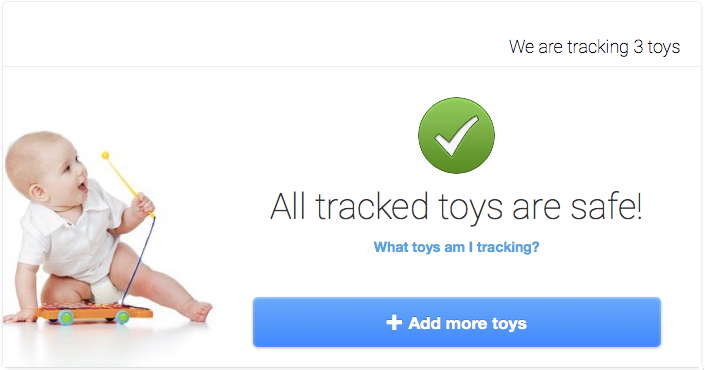 We are tracking 3 toys
All tracked toys are safe!
What toys am I tracking?
+ Add more toys